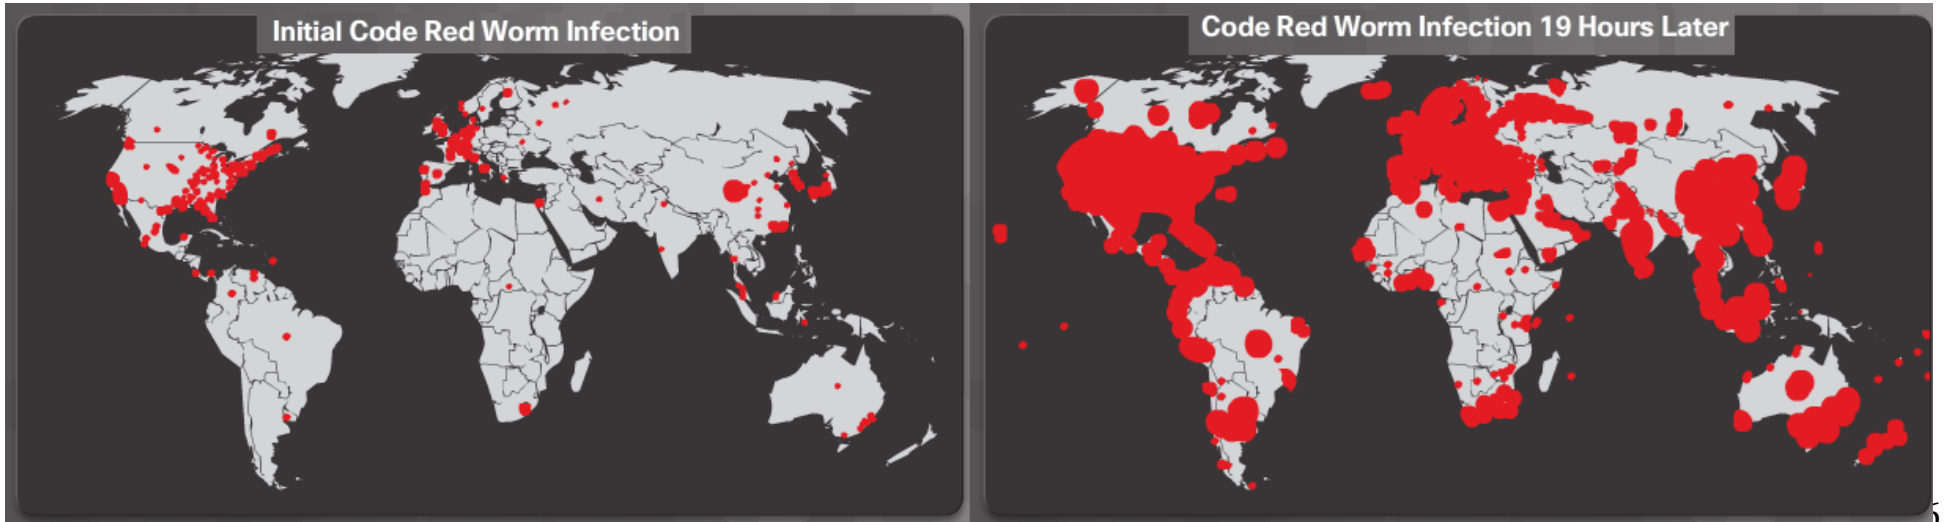 Initial Code Red Worm Infection
Code Red Worm Infection 19 Hours Later